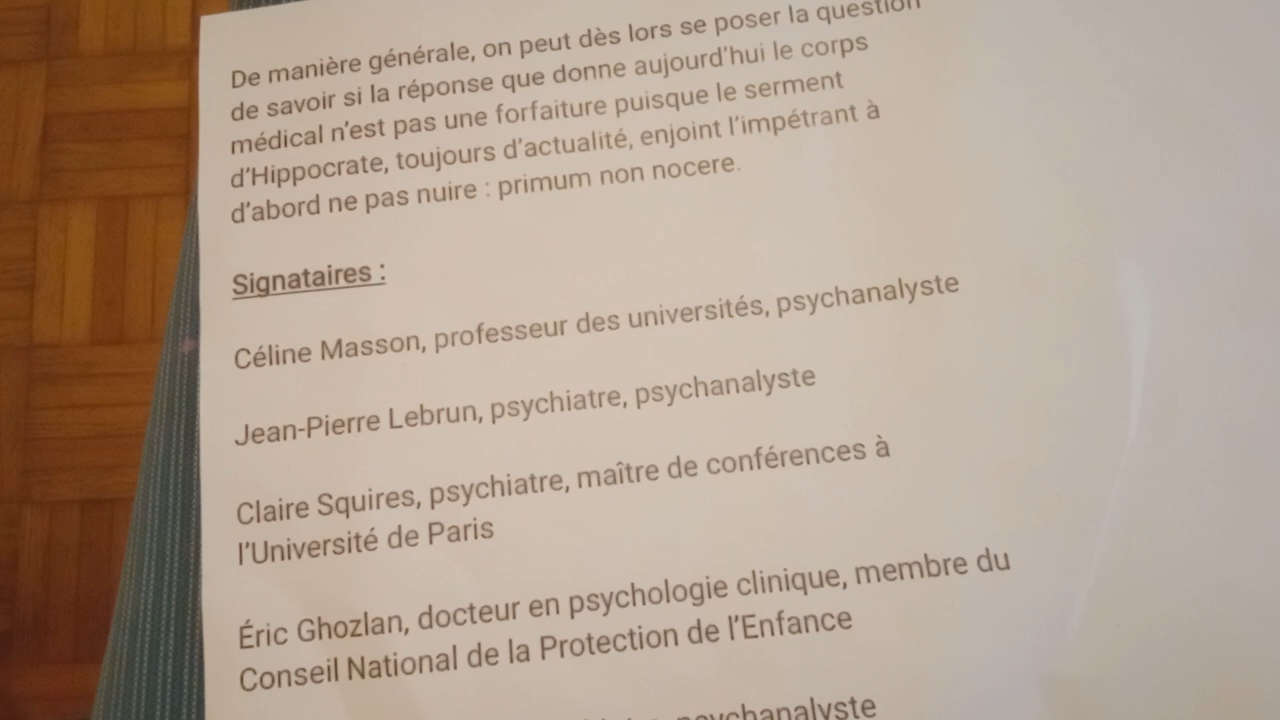 De manière générale, on peut dès lors se poser la question
de savoir si la réponse que donne aujourd'hui le corps
médical n'est pas une forfaiture puisque le serment
d'Hippocrate, toujours d'actualité, enjoint l'impétrant à
d'abord ne pas nuire : primum non nocere.
Signataires :
Céline Masson, professeur des universités, psychanalyste
Jean-Pierre Lebrun, psychiatre, psychanalyste
Claire Squires, psychiatre, maître de conférences à
l'Université de Paris
Éric Ghozlan, docteur en psychologie clinique, membre du
Conseil National de la Protection de l'Enfance
psychanalyste